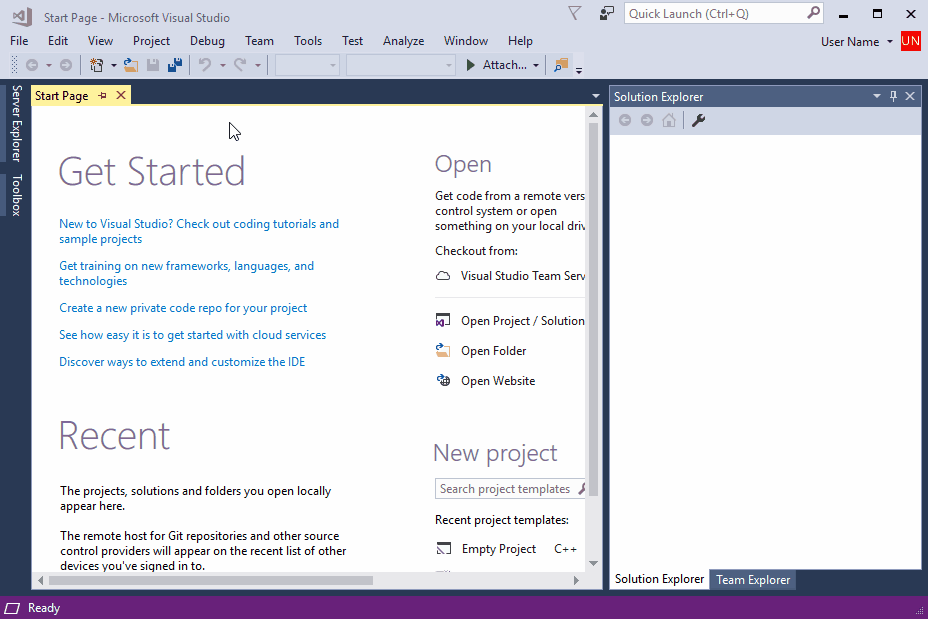 Start Page - Microsoft Visual Studio
Quick Launch (Ctrl+Q)
File Edit View Project Debug Team Tools Test Analyze Window Help
User Name UN
Attach...
Server Explorer
Toolbox
Start Page
Get Started
New to Visual Studio? Check out coding tutorials and
sample projects
Get training on new frameworks, languages, and
technologies
Create a new private code repo for your project
See how easy it is to get started with cloud services
Discover ways to extend and customize the IDE
Recent
The projects, solutions and folders you open locally
appear here.
The remote host for Git repositories and other source
control providers will appear on the recent list of other
devices you've signed in to.
Open
Get code from a remote vers
control system or open
something on your local driv
Checkout from:
Visual Studio Team Serv
Open Project / Solution
Open Folder
Open Website
New project
Search project templates
Recent project templates:
Empty Project C++
Solution Explorer
Solution Explorer Team Explorer
Ready